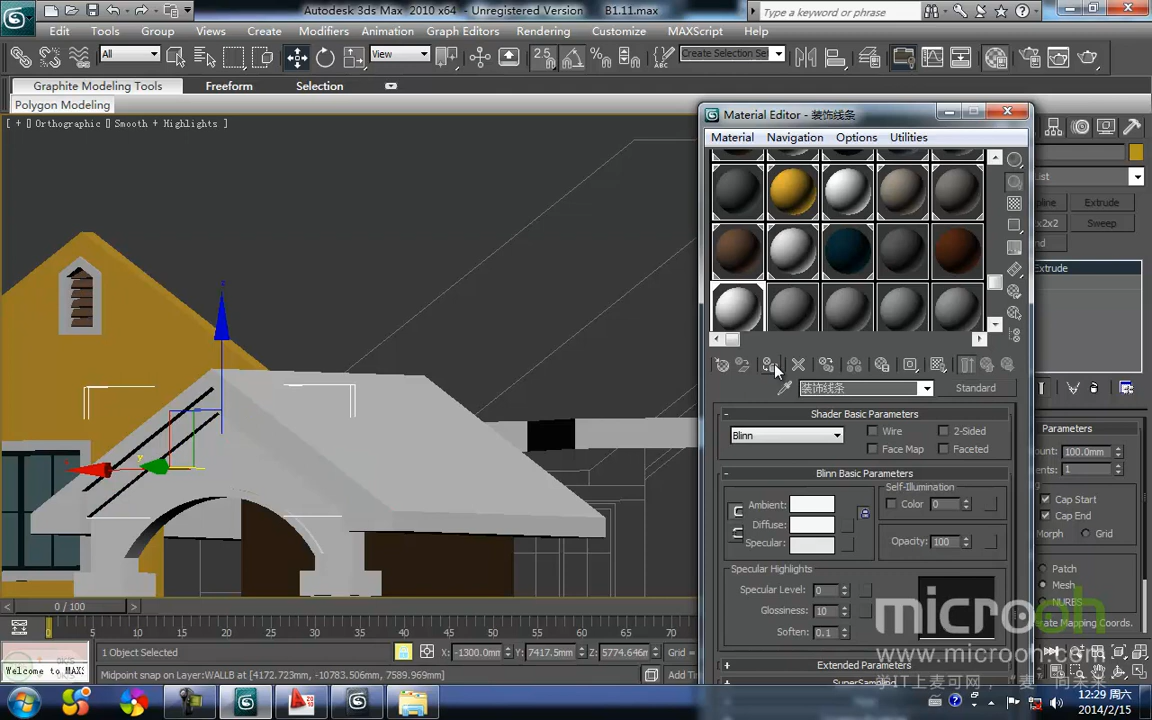 Autodesk 3ds Max 2010 x64 - Unregistered Version B1.11.max
Type a keyword or phrase
Edit Tools Group Views Create Modifiers Animation Graph Editors Rendering Customize MAXScript Help
All
View
2.5
Create Selection Se
Graphite Modeling Tools Freeform Selection
Polygon Modeling
[ + ] Orthographic ] Smooth + Highlights ]
Material Editor - 装饰线条
Material Navigation Options Utilities
装饰线条
Standard
Shader Basic Parameters
Blinn
Wire
2-Sided
Face Map
Faceted
Blinn Basic Parameters
Self-Illumination
Ambient:
Color 0
Diffuse:
Specular:
Opacity: 100
Specular Highlights
Specular Level: 0
Glossiness: 10
Soften: 0.1
Extended Parameters
SuperSampling
List
Extrude
Sweep
Extrude
Parameters
100.0mm
1
Cap Start
Cap End
Morph Grid
Patch
Mesh
NURBS
microoh
www.microoh.com
0 / 100
0 5 10 15 20 25 30 35 40 45 50 55 60 65 70
1 Object Selected
-1300.0mm
Y: 7417.5mm
Z: 5774.646m
Grid =
Welcome to MAX
Midpoint snap on Layer:WALLB at [4172.723mm, -10783.506mm, 7589.969mm]
Add Tim
12:29 周六
2014/2/15